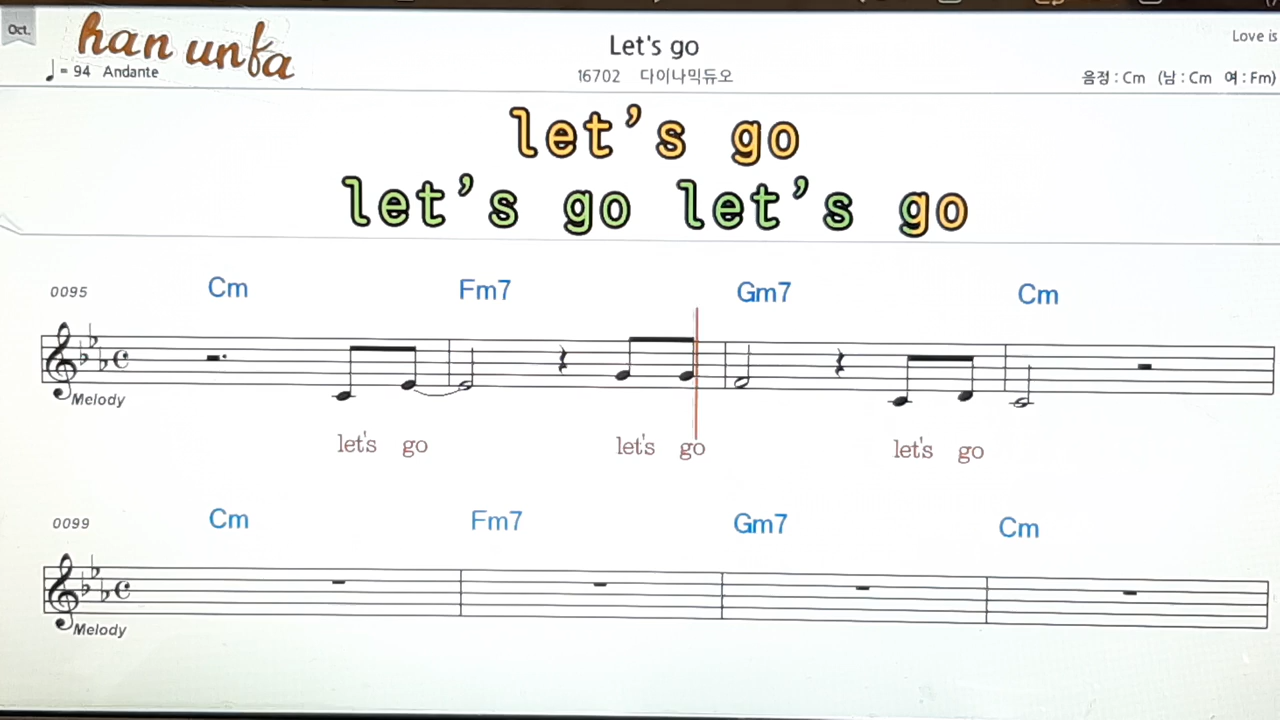 Oct.
han unfa
Let's go
Love is
♩ = 94 Andante
16702 다이나믹듀오
음정 : Cm (남 : Cm 여 : Fm)
let's go
let's go let's go
0095 Cm Fm7 Gm7 Cm
Melody
let's go let's go let's go
0099 Cm Fm7 Gm7 Cm
Melody